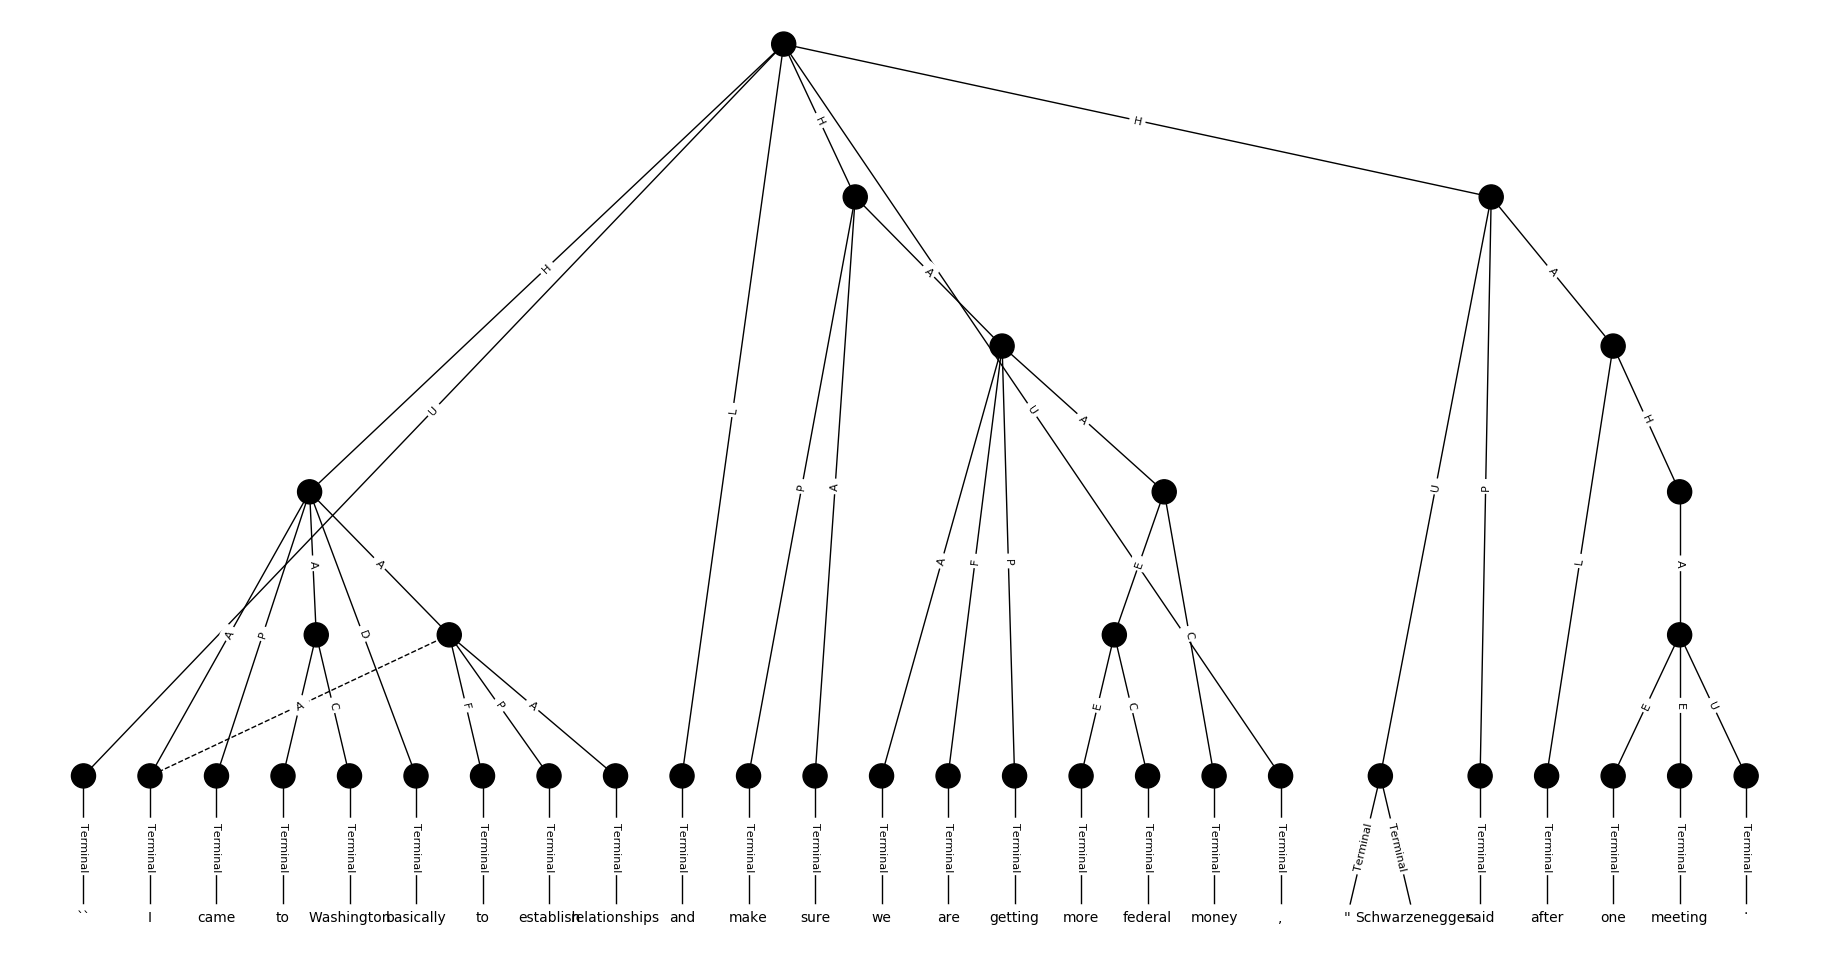 H
H
U
L
H
A
U
A
H
A
P
A
U
P
A
A
D
A
A
F
P
E
C
L
A
P
A
C
F
P
A
E
C
E
E
U
Terminal Terminal Terminal Terminal Terminal Terminal Terminal Terminal Terminal Terminal Terminal Terminal Terminal Terminal Terminal Terminal Terminal Terminal Terminal Terminal Terminal Terminal Terminal Terminal Terminal Terminal
`` I came to Washington basically to establish relationships and make sure we are getting more federal money , " Schwarzenegger said after one meeting .